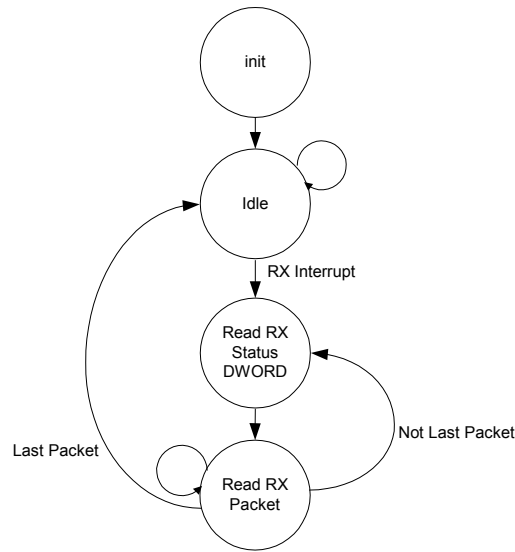 init
Idle
RX Interrupt
Read RX
Status
DWORD
Not Last Packet
Last Packet
Read RX
Packet